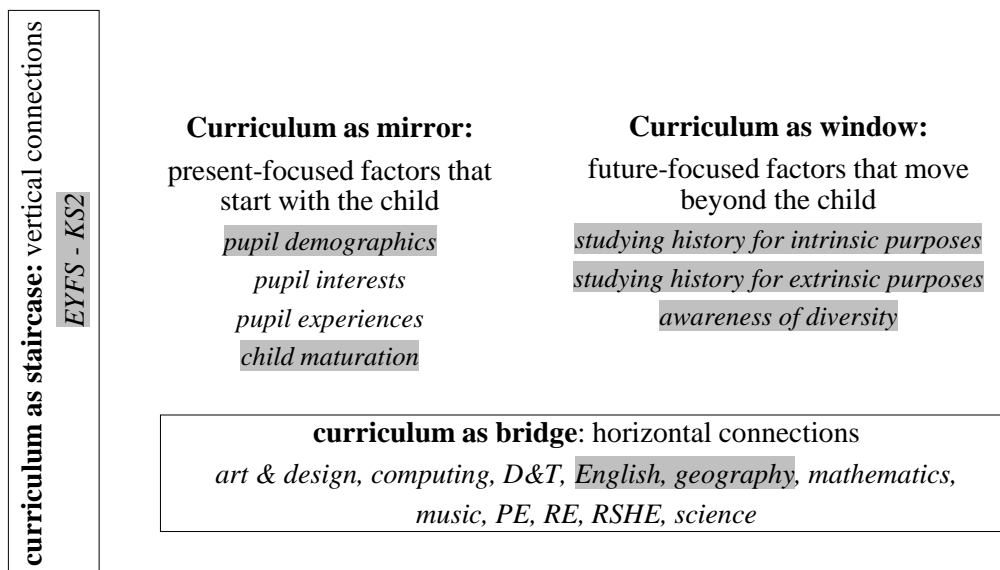 curriculum as staircase: vertical connections
EYFS - KS2
Curriculum as mirror:
present-focused factors that
start with the child
pupil demographics
pupil interests
pupil experiences
child maturation
Curriculum as window:
future-focused factors that move
beyond the child
studying history for intrinsic purposes
studying history for extrinsic purposes
awareness of diversity
curriculum as bridge: horizontal connections
art & design, computing, D&T, English, geography, mathematics,
music, PE, RE, RSHE, science